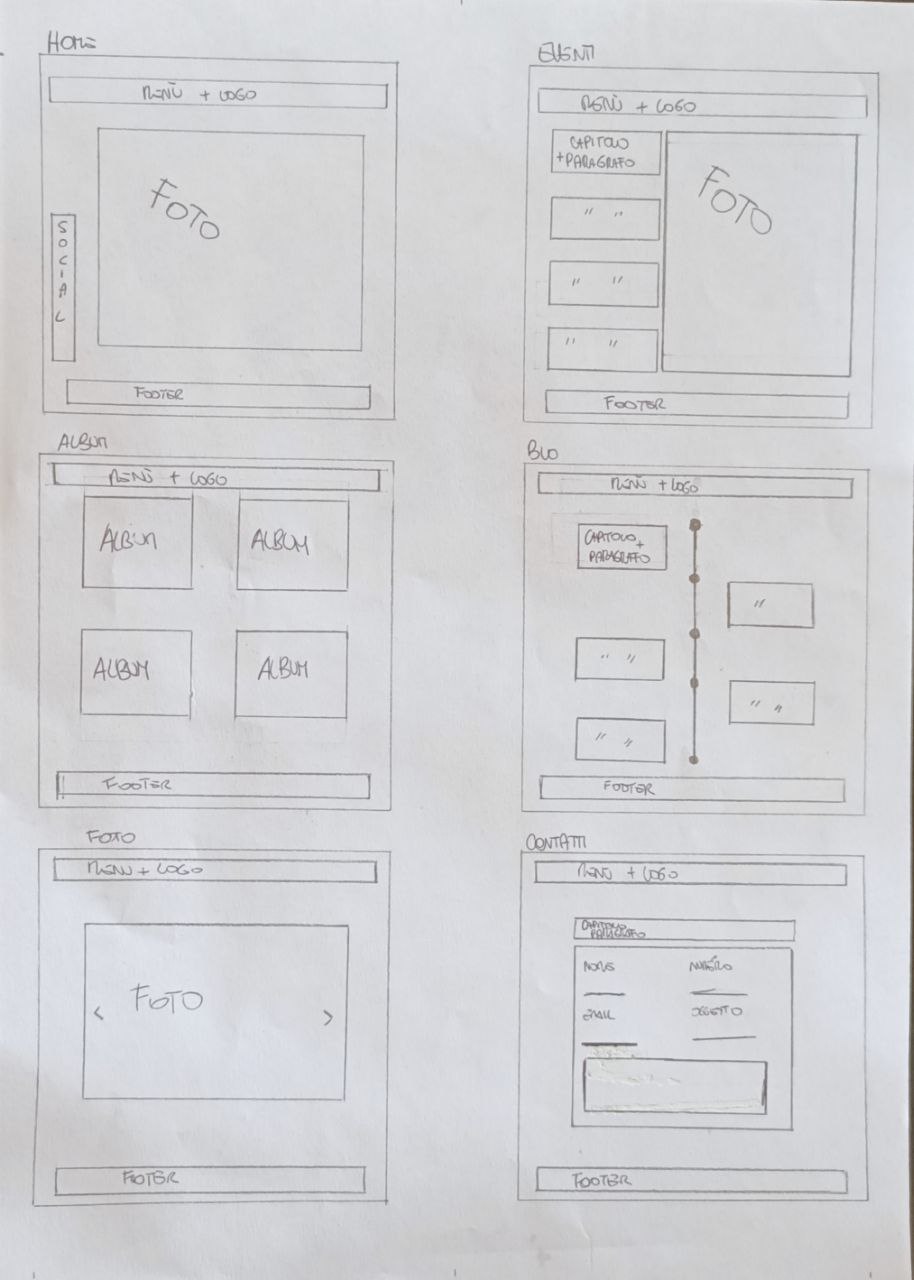 HOME
MENÙ + LOGO
FOTO
SOCIAL
FOOTER
EVENTI
MENÙ + LOGO
CAPITOLO
+PARAGRAFO
" "
" "
" "
FOTO
FOOTER
ALBUM
MENÙ + LOGO
ALBUM
ALBUM
ALBUM
ALBUM
FOOTER
BIO
MENÙ + LOGO
CAPITOLO+
PARAGRAFO
"
" "
" "
" "
FOOTER
FOTO
MENÙ + LOGO
FOTO
< >
FOOTER
CONTATTI
MENÙ + LOGO
CAPITOLO
PARAGRAFO
NOME NUMERO
EMAIL OGGETTO
FOOTER